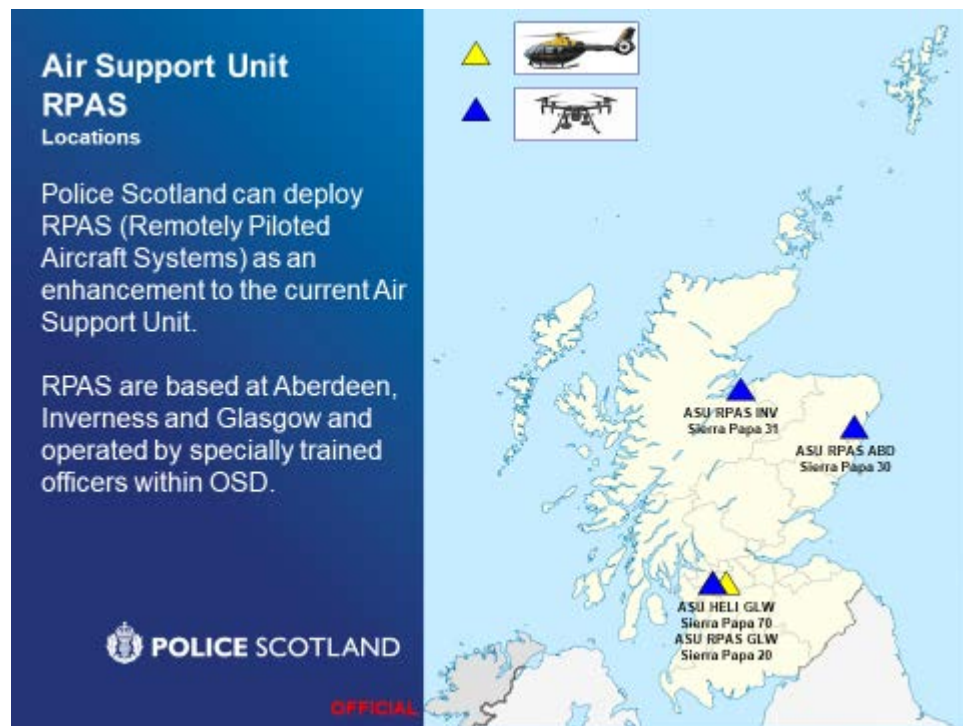 Air Support Unit
RPAS
Locations
Police Scotland can deploy
RPAS (Remotely Piloted
Aircraft Systems) as an
enhancement to the current Air
Support Unit.
RPAS are based at Aberdeen,
Inverness and Glasgow and
operated by specially trained
officers within OSD.
POLICE SCOTLAND
OFFICIAL
ASU RPAS INV
Sierra Papa 31
ASU RPAS ABD
Sierra Papa 30
ASU HELI GLW
Sierra Papa 70
ASU RPAS GLW
Sierra Papa 20